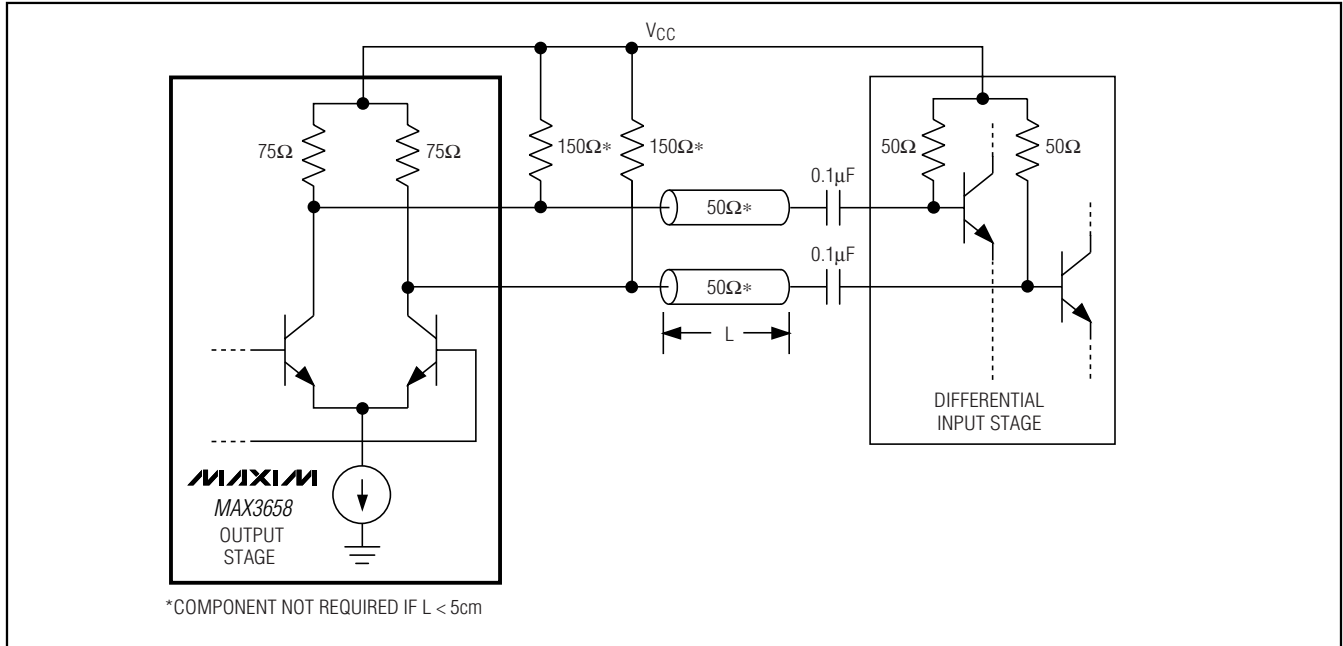 VCC
75Ω
75Ω
150Ω*
150Ω*
50Ω
50Ω
0.1µF
50Ω*
0.1µF
50Ω*
L
DIFFERENTIAL
INPUT STAGE
MAXIM
MAX3658
OUTPUT
STAGE
*COMPONENT NOT REQUIRED IF L < 5cm